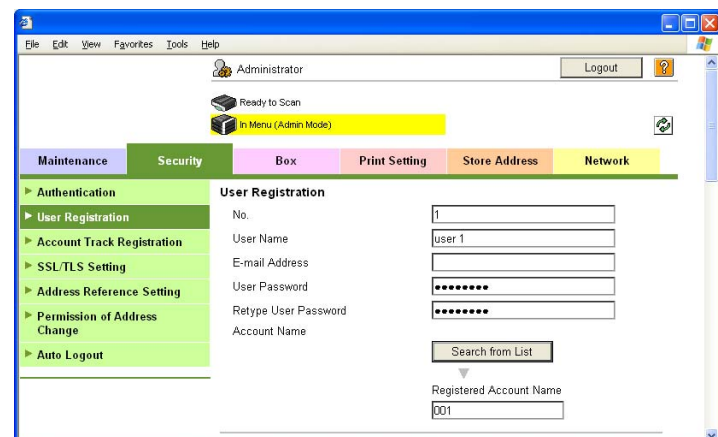 File Edit View Favorites Tools Help
Administrator Logout ?
Ready to Scan
In Menu (Admin Mode)
Maintenance Security Box Print Setting Store Address Network
Authentication
User Registration
Account Track Registration
SSL/TLS Setting
Address Reference Setting
Permission of Address
Change
Auto Logout
User Registration
No. 1
User Name user 1
E-mail Address
User Password ••••••••
Retype User Password ••••••••
Account Name
Search from List
Registered Account Name
001